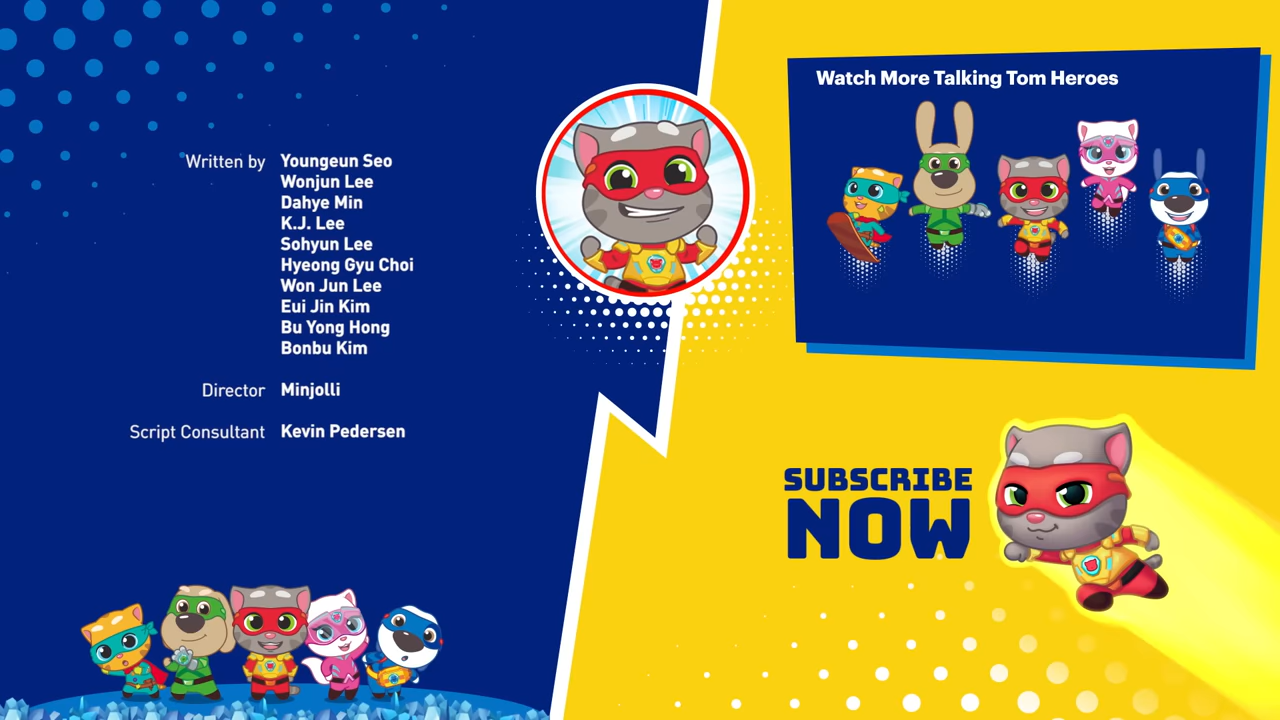 Written by Youngeun Seo
Wonjun Lee
Dahye Min
K.J. Lee
Sohyun Lee
Hyeong Gyu Choi
Won Jun Lee
Eui Jin Kim
Bu Yong Hong
Bonbu Kim
Director Minjolli
Script Consultant Kevin Pedersen
Watch More Talking Tom Heroes
SUBSCRIBE
NOW